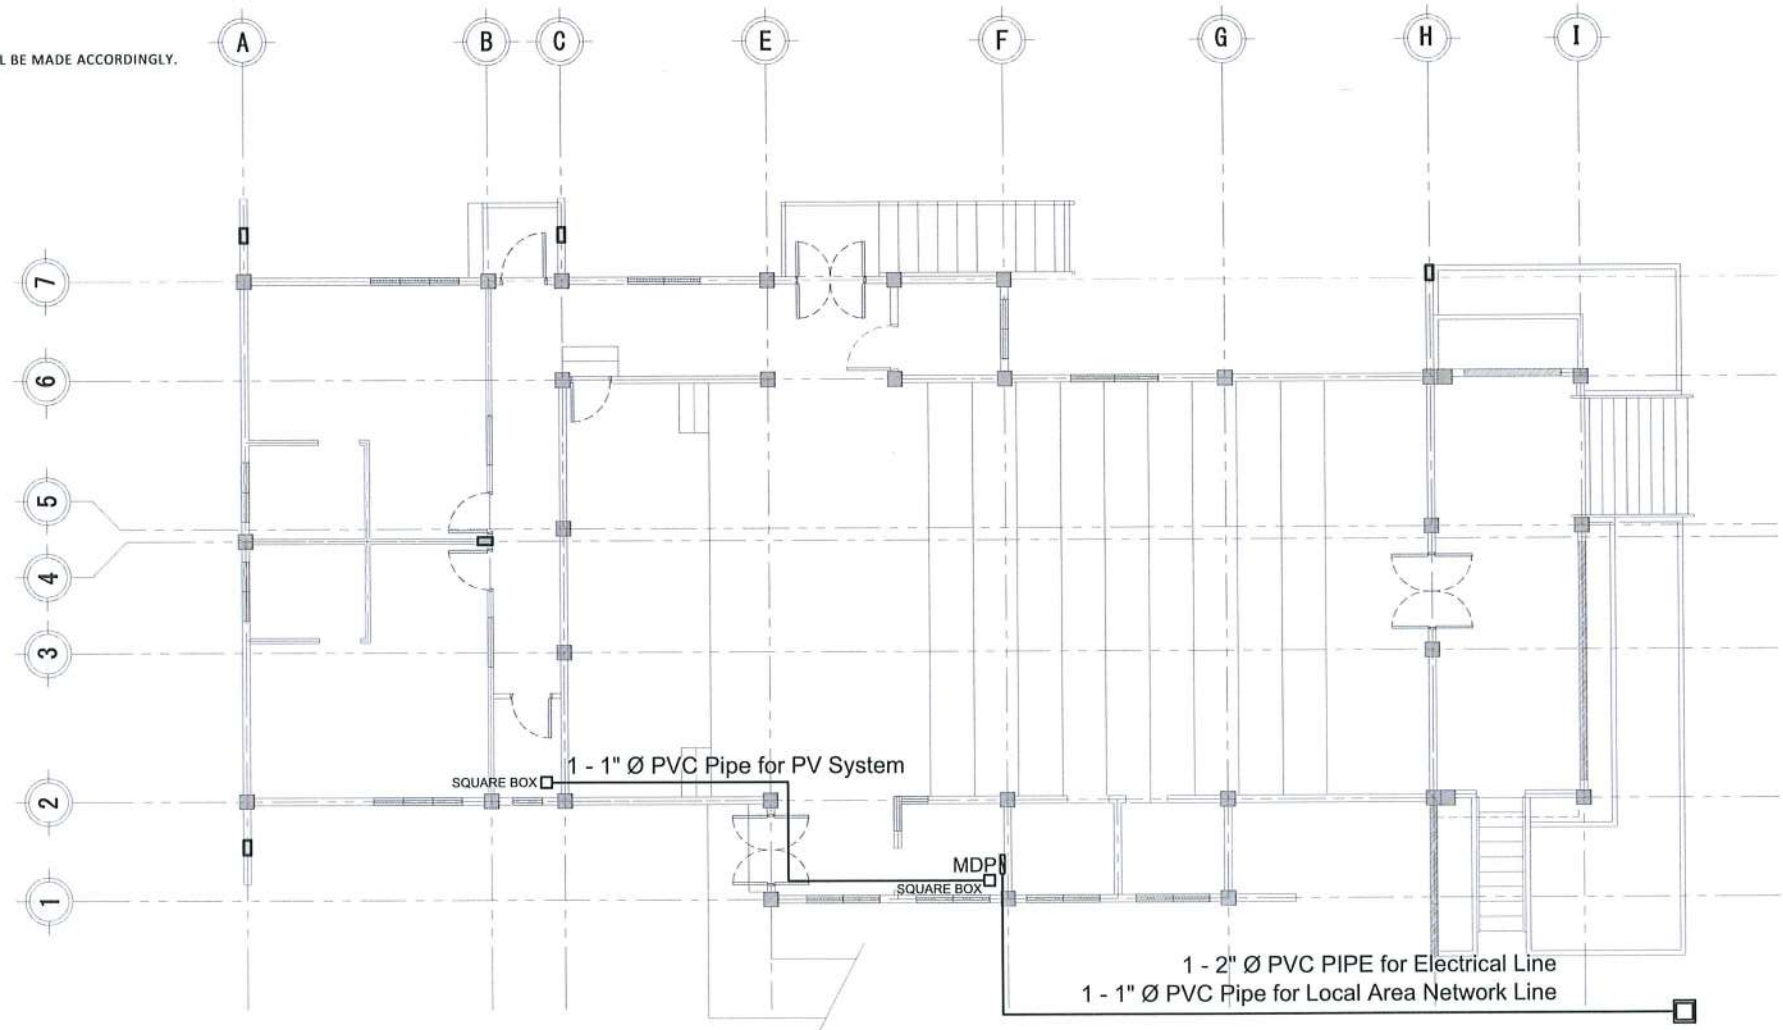 A B C E F G H I
L BE MADE ACCORDINGLY.
7
6
5
4
3
2
1
1 - 1" Ø PVC Pipe for PV System
SQUARE BOX
MDP
SQUARE BOX
1 - 2" Ø PVC PIPE for Electrical Line
1 - 1" Ø PVC Pipe for Local Area Network Line